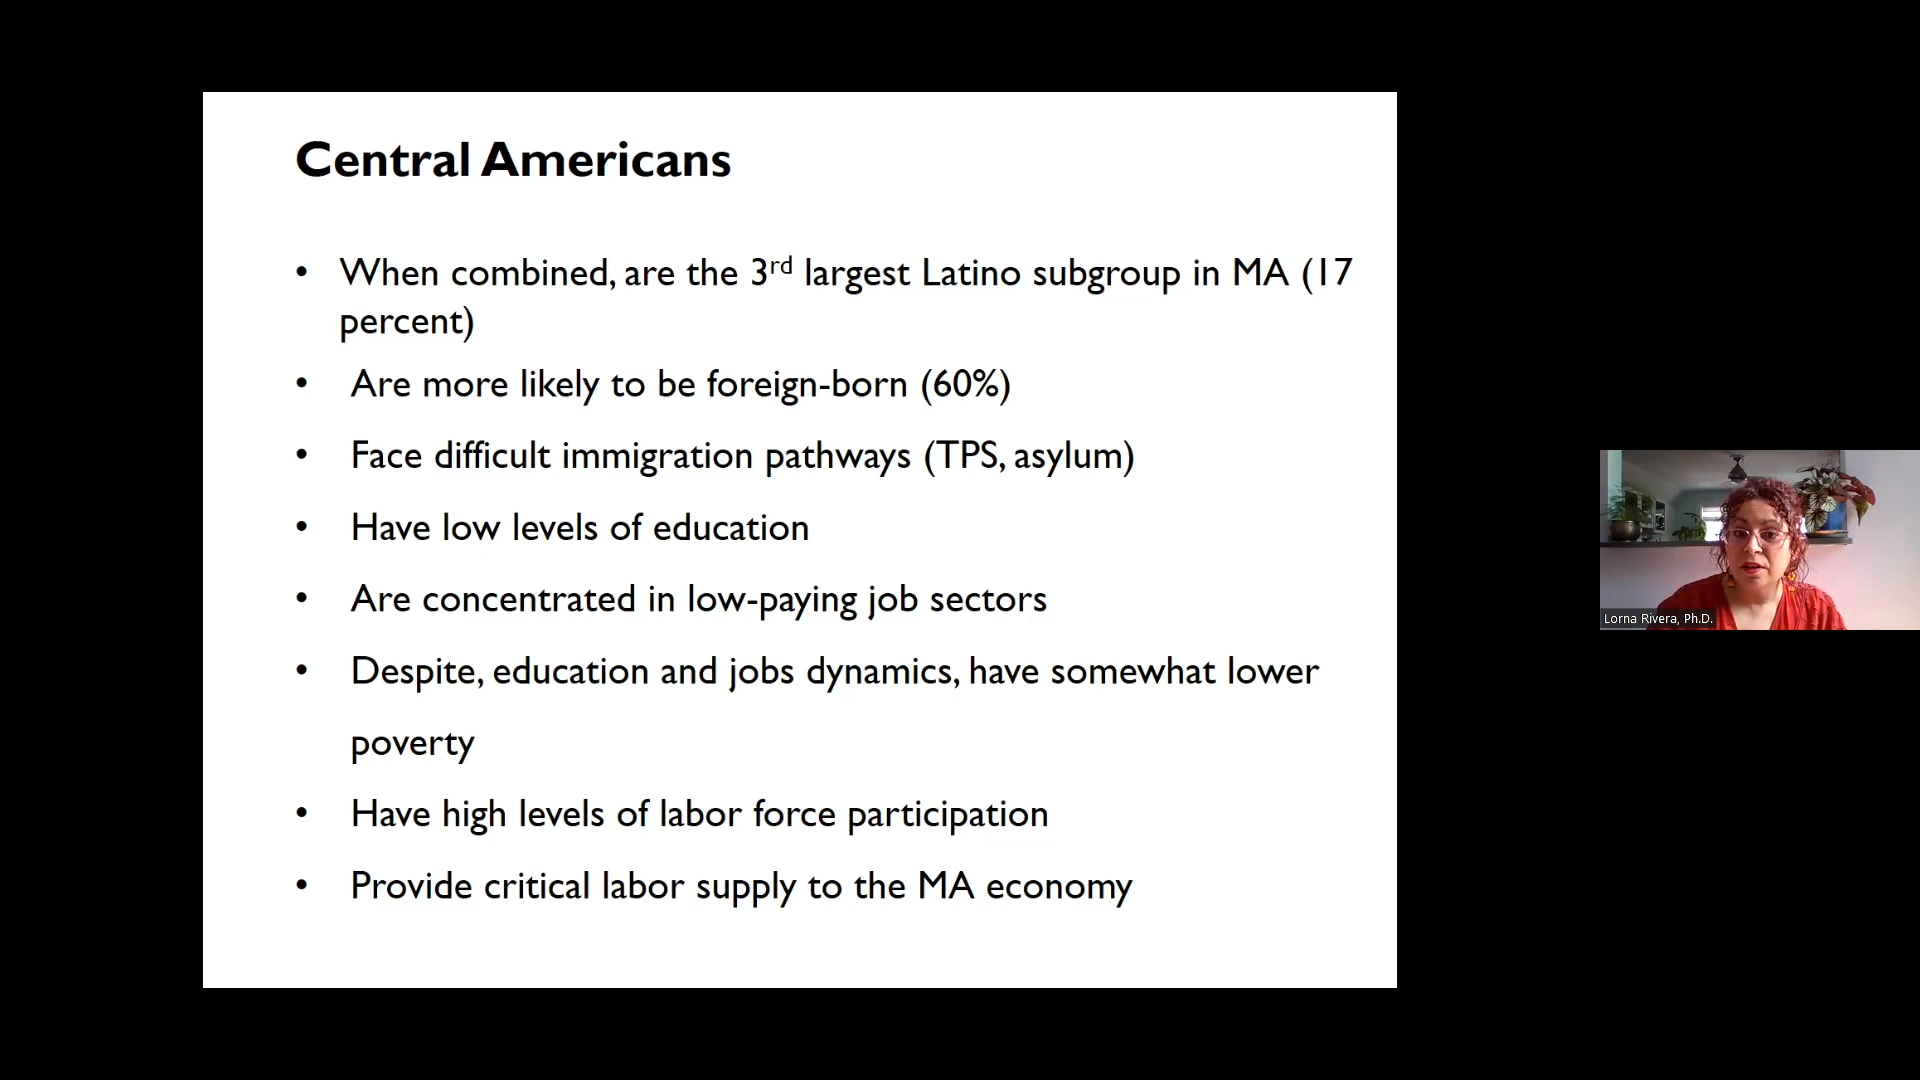 Central Americans
• When combined, are the 3rd largest Latino subgroup in MA (17
percent)
• Are more likely to be foreign-born (60%)
• Face difficult immigration pathways (TPS, asylum)
• Have low levels of education
• Are concentrated in low-paying job sectors
• Despite, education and jobs dynamics, have somewhat lower
poverty
• Have high levels of labor force participation
• Provide critical labor supply to the MA economy
Lorna Rivera, Ph.D.